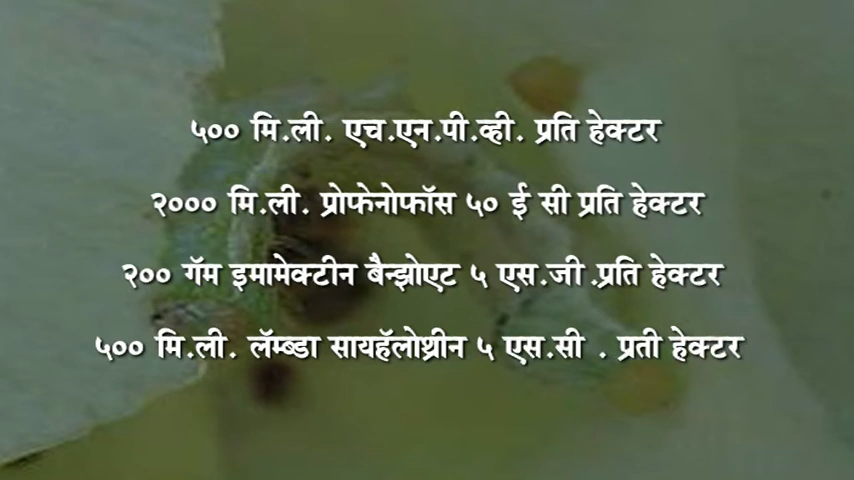 ५०० मि.ली. एच.एन.पी.व्ही. प्रति हेक्टर
२००० मि.ली. प्रोफेनोफॉस ५० ई सी प्रति हेक्टर
२०० गॅम इमामेक्टीन बैन्झोएट ५ एस.जी .प्रति हेक्टर
५०० मि.ली. लॅम्ब्डा सायहॅलोथ्रीन ५ एस.सी . प्रती हेक्टर